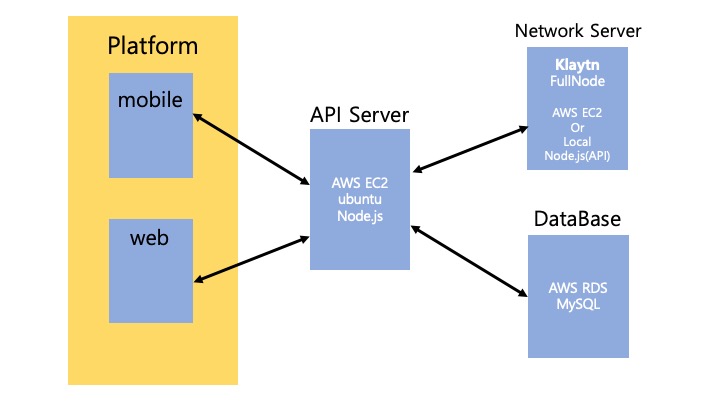 Platform
mobile
web
API Server
AWS EC2
ubuntu
Node.js
Network Server
Klaytn
FullNode
AWS EC2
Or
Local
Node.js(API)
DataBase
AWS RDS
MySQL